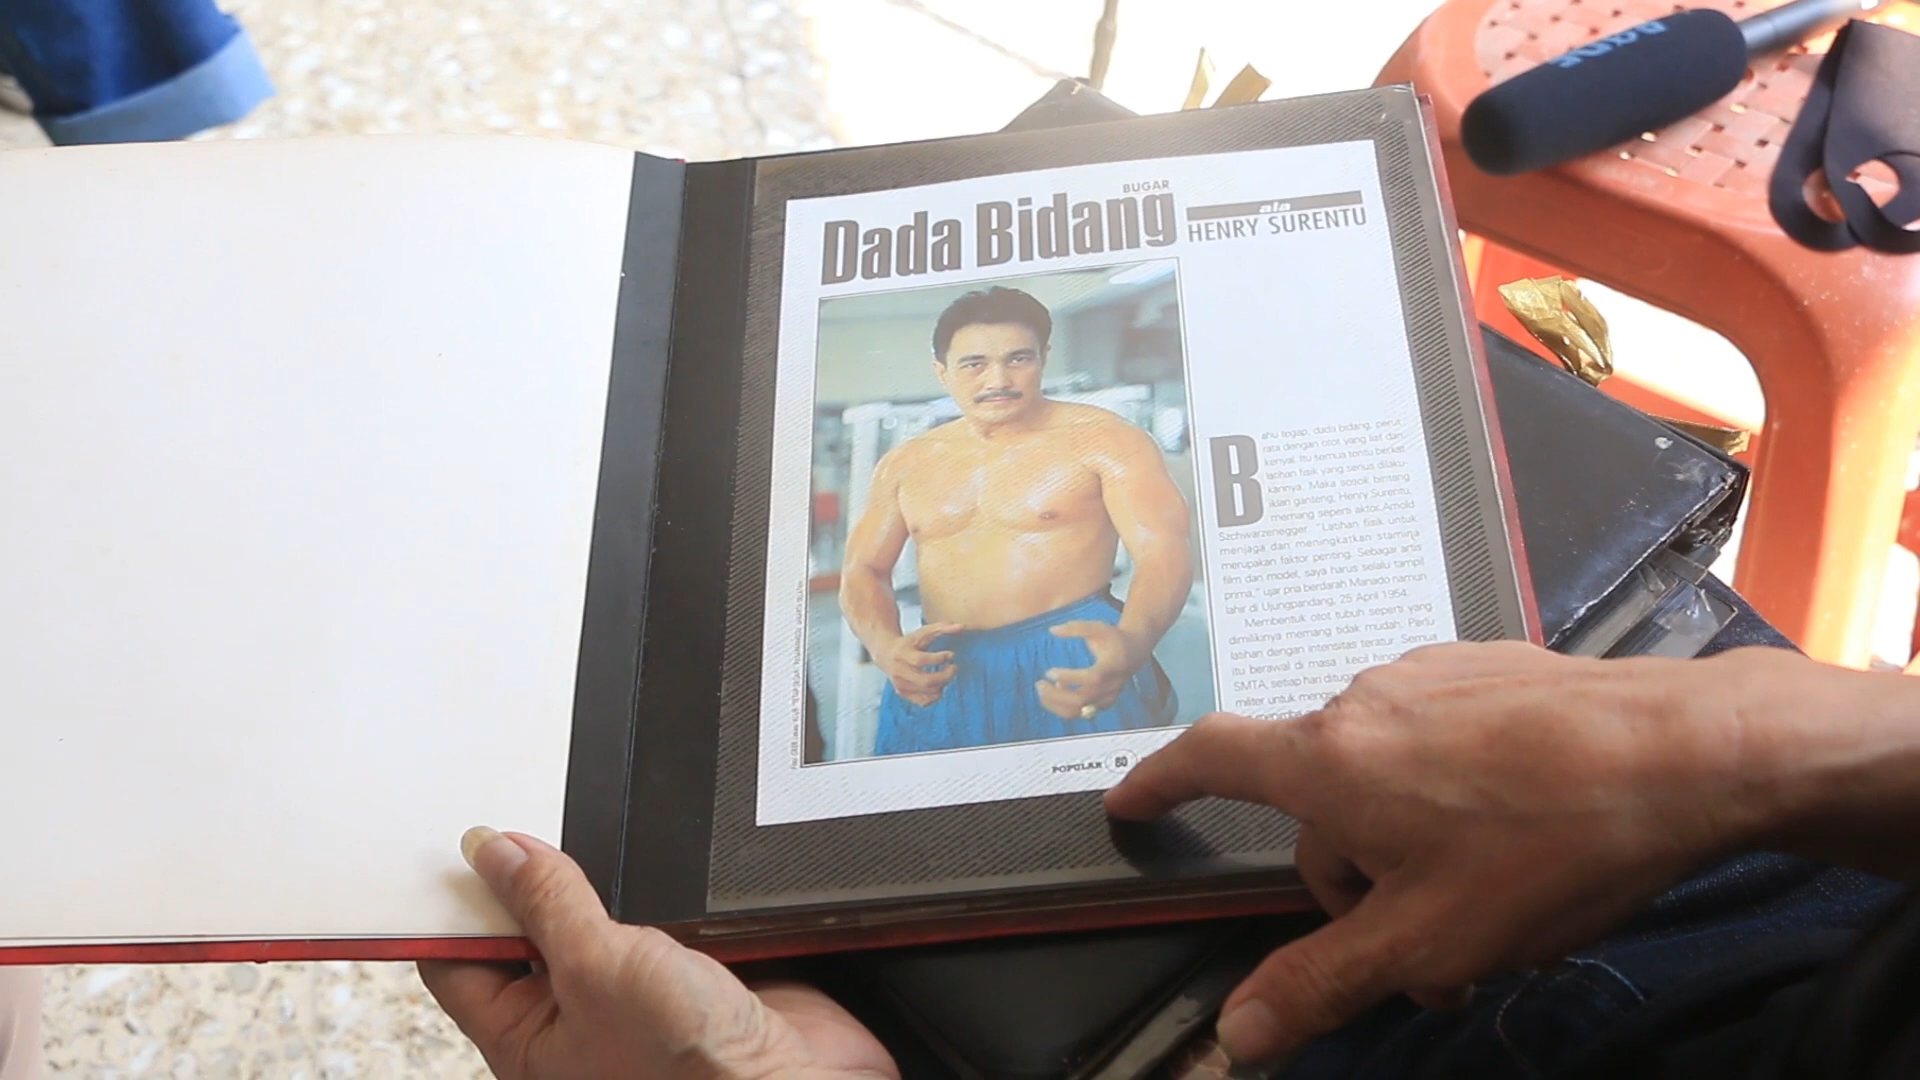 BUGAR
Dada Bidang
ala
HENRY SURENTU
Bahu tegap, dada bidang, perut
rata dengan otot yang liat dan
kenyal. Itu semua tentu berkat
latihan fisik yang serius dilaku-
kannya. Maka sosok bintang
iklan ganteng, Henry Surentu,
memang seperti aktor Arnold
Szchwarzenegger. "Latihan fisik untuk
menjaga dan meningkatkan stamina
merupakan faktor penting. Sebagai artis
film dan model, saya harus selalu tampil
prima," ujar pria berdarah Manado namun
lahir di Ujungpandang, 25 April 1954.
Membentuk otot tubuh seperti yang
dimilikinya memang tidak mudah. Perlu
latihan dengan intensitas teratur. Semua
itu berawal di masa kecil hingga
SMTA, setiap hari
militer untuk
POPULAR 80